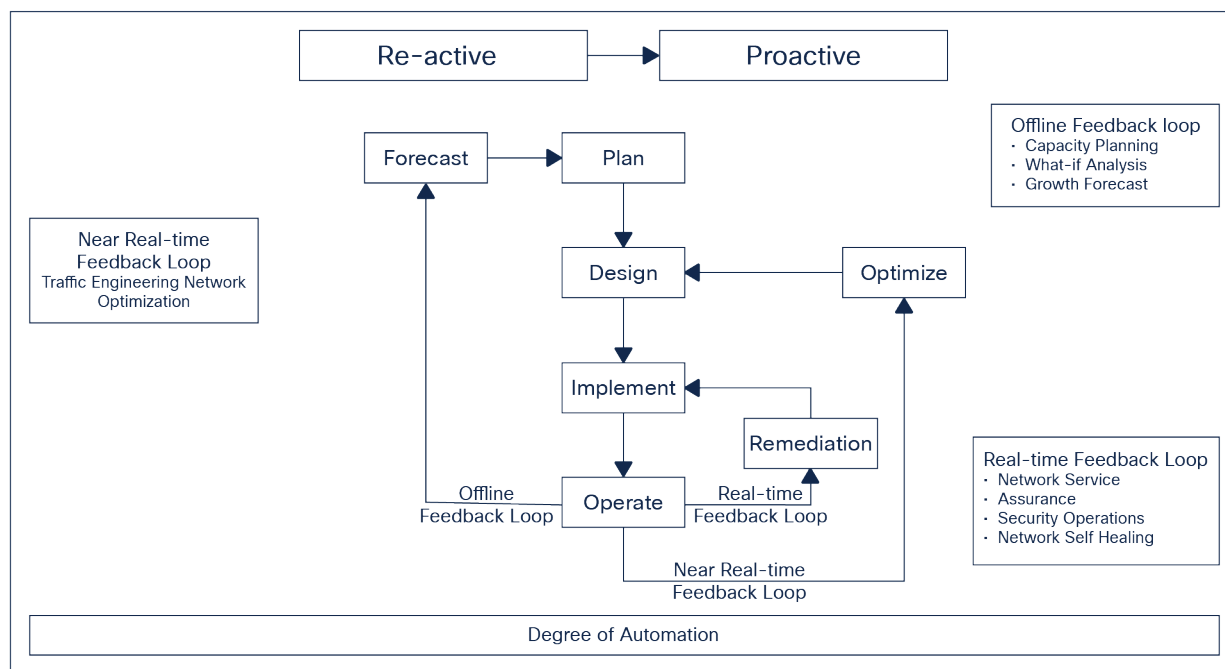 Re-active
Proactive
Offline Feedback loop
· Capacity Planning
· What-if Analysis
· Growth Forecast
Forecast
Plan
Near Real-time
Feedback Loop
Traffic Engineering Network
Optimization
Design
Optimize
Implement
Remediation
Real-time Feedback Loop
· Network Service
· Assurance
· Security Operations
· Network Self Healing
Offline
Feedback Loop
Operate
Real-time
Feedback Loop
Near Real-time
Feedback Loop
Degree of Automation